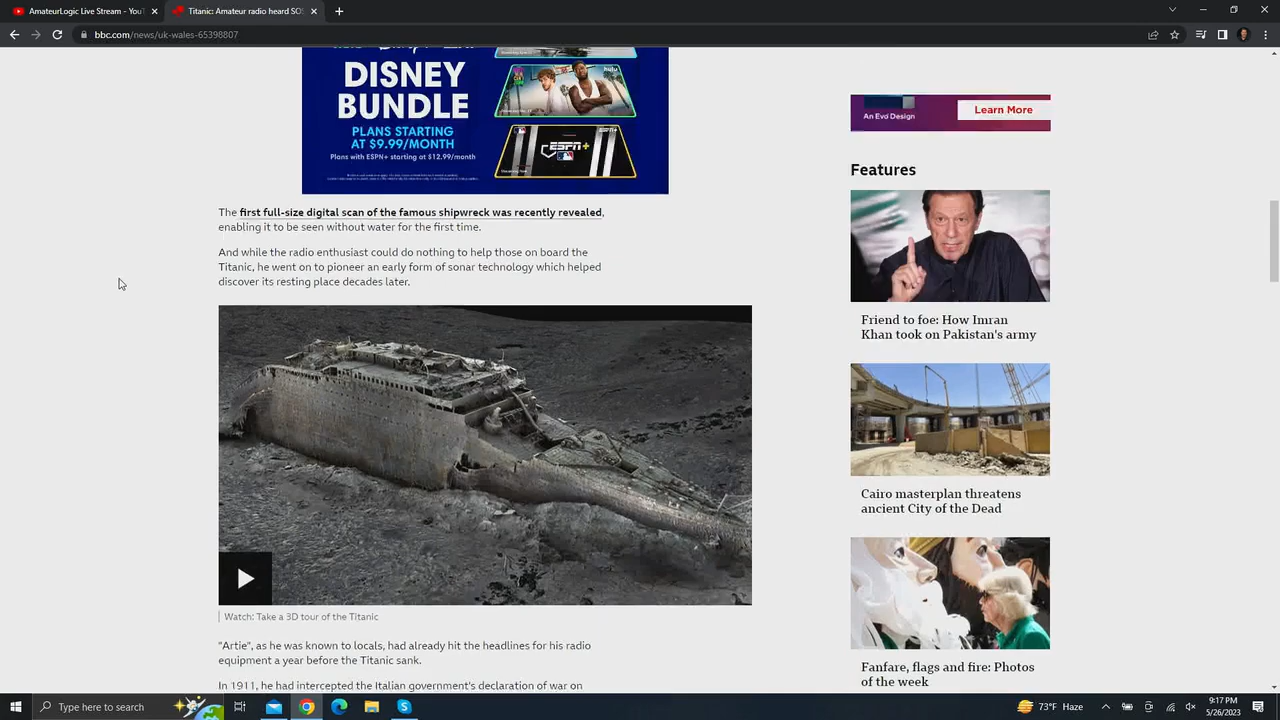 AmateurLogic Live Stream - YouT
Titanic: Amateur radio heard SOS
bbc.com/news/uk-wales-65398807
DISNEY
BUNDLE
PLANS STARTING
AT $9.99/MONTH
Plans with ESPN+ starting at $12.99/month
hulu
ESPN+
An Evo Design
Learn More
The first full-size digital scan of the famous shipwreck was recently revealed,
enabling it to be seen without water for the first time.
And while the radio enthusiast could do nothing to help those on board the
Titanic, he went on to pioneer an early form of sonar technology which helped
discover its resting place decades later.
Watch: Take a 3D tour of the Titanic
"Artie", as he was known to locals, had already hit the headlines for his radio
equipment a year before the Titanic sank.
In 1911, he had intercepted the Italian government's declaration of war on
Features
Friend to foe: How Imran
Khan took on Pakistan's army
Cairo masterplan threatens
ancient City of the Dead
Fanfare, flags and fire: Photos
of the week
Type here to search
73°F Haze
9:17 PM
5/26/2023